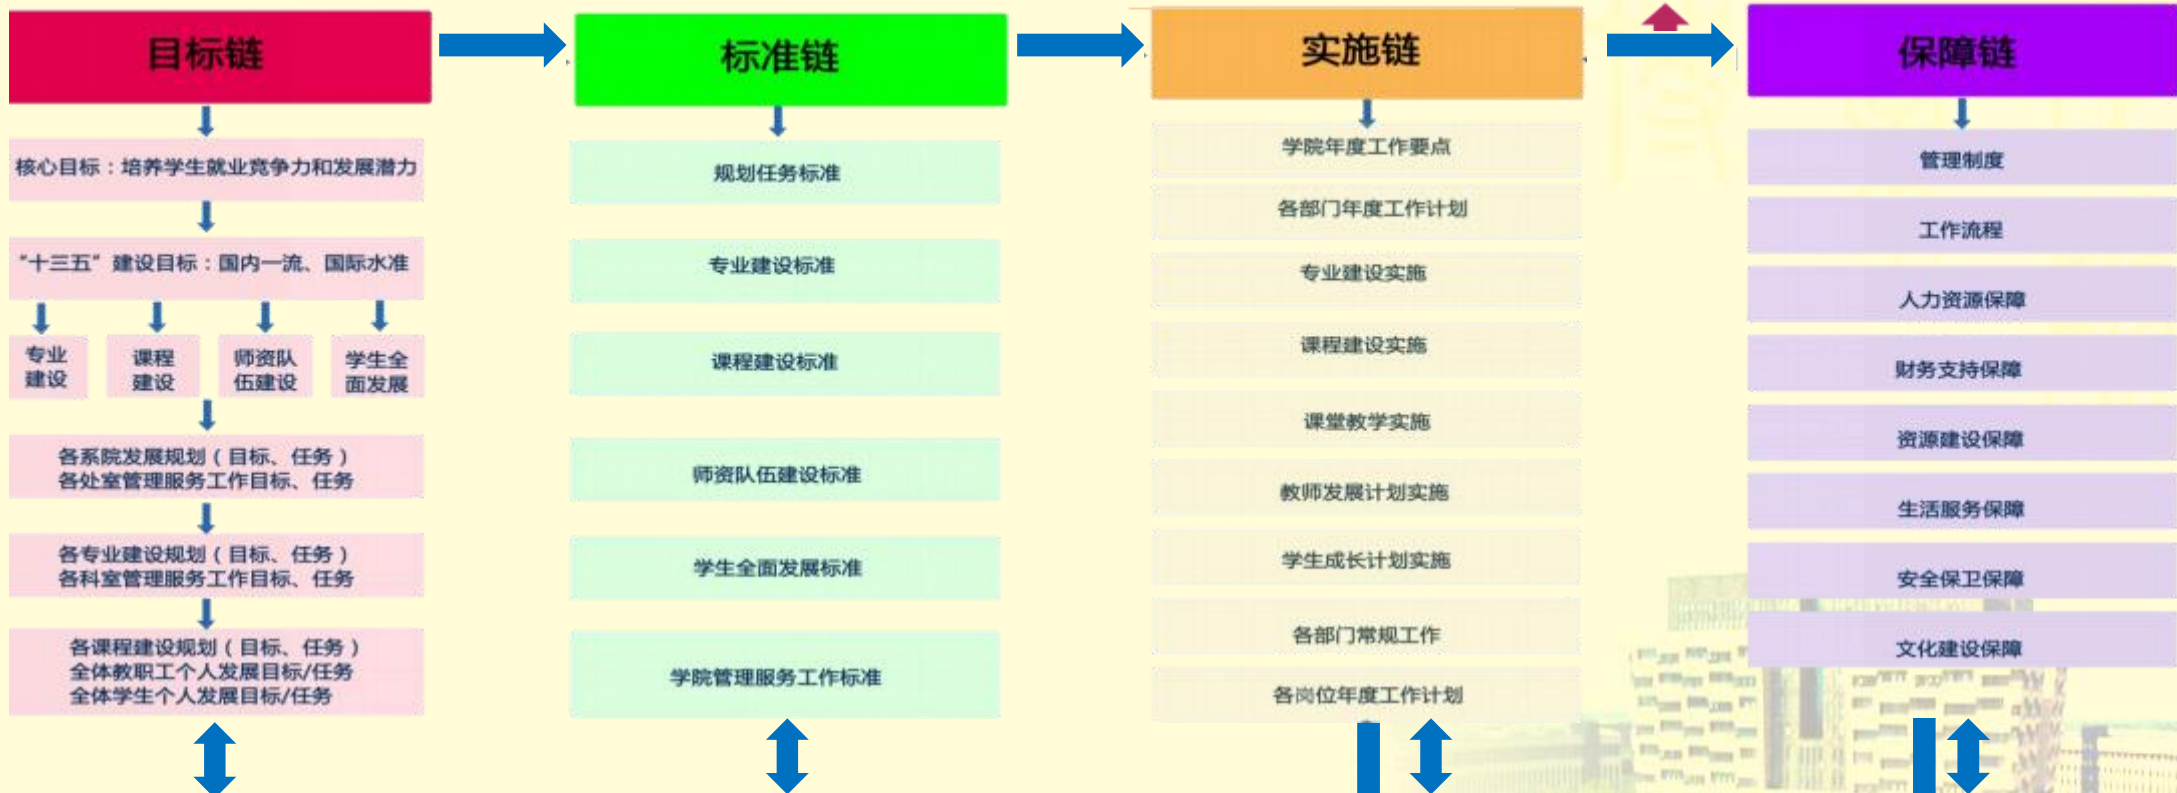 目标链
核心目标：培养学生就业竞争力和发展潜力
“十三五”建设目标：国内一流、国际水准
专业
建设
课程
建设
师资队
伍建设
学生全
面发展
各系院发展规划（目标、任务）
各处室管理服务工作目标、任务
各专业建设规划（目标、任务）
各科室管理服务工作目标、任务
各课程建设规划（目标、任务）
全体教职工个人发展目标/任务
全体学生个人发展目标/任务
标准链
规划任务标准
专业建设标准
课程建设标准
师资队伍建设标准
学生全面发展标准
学院管理服务工作标准
实施链
学院年度工作要点
各部门年度工作计划
专业建设实施
课程建设实施
课堂教学实施
教师发展计划实施
学生成长计划实施
各部门常规工作
各岗位年度工作计划
保障链
管理制度
工作流程
人力资源保障
财务支持保障
资源建设保障
生活服务保障
安全保卫保障
文化建设保障